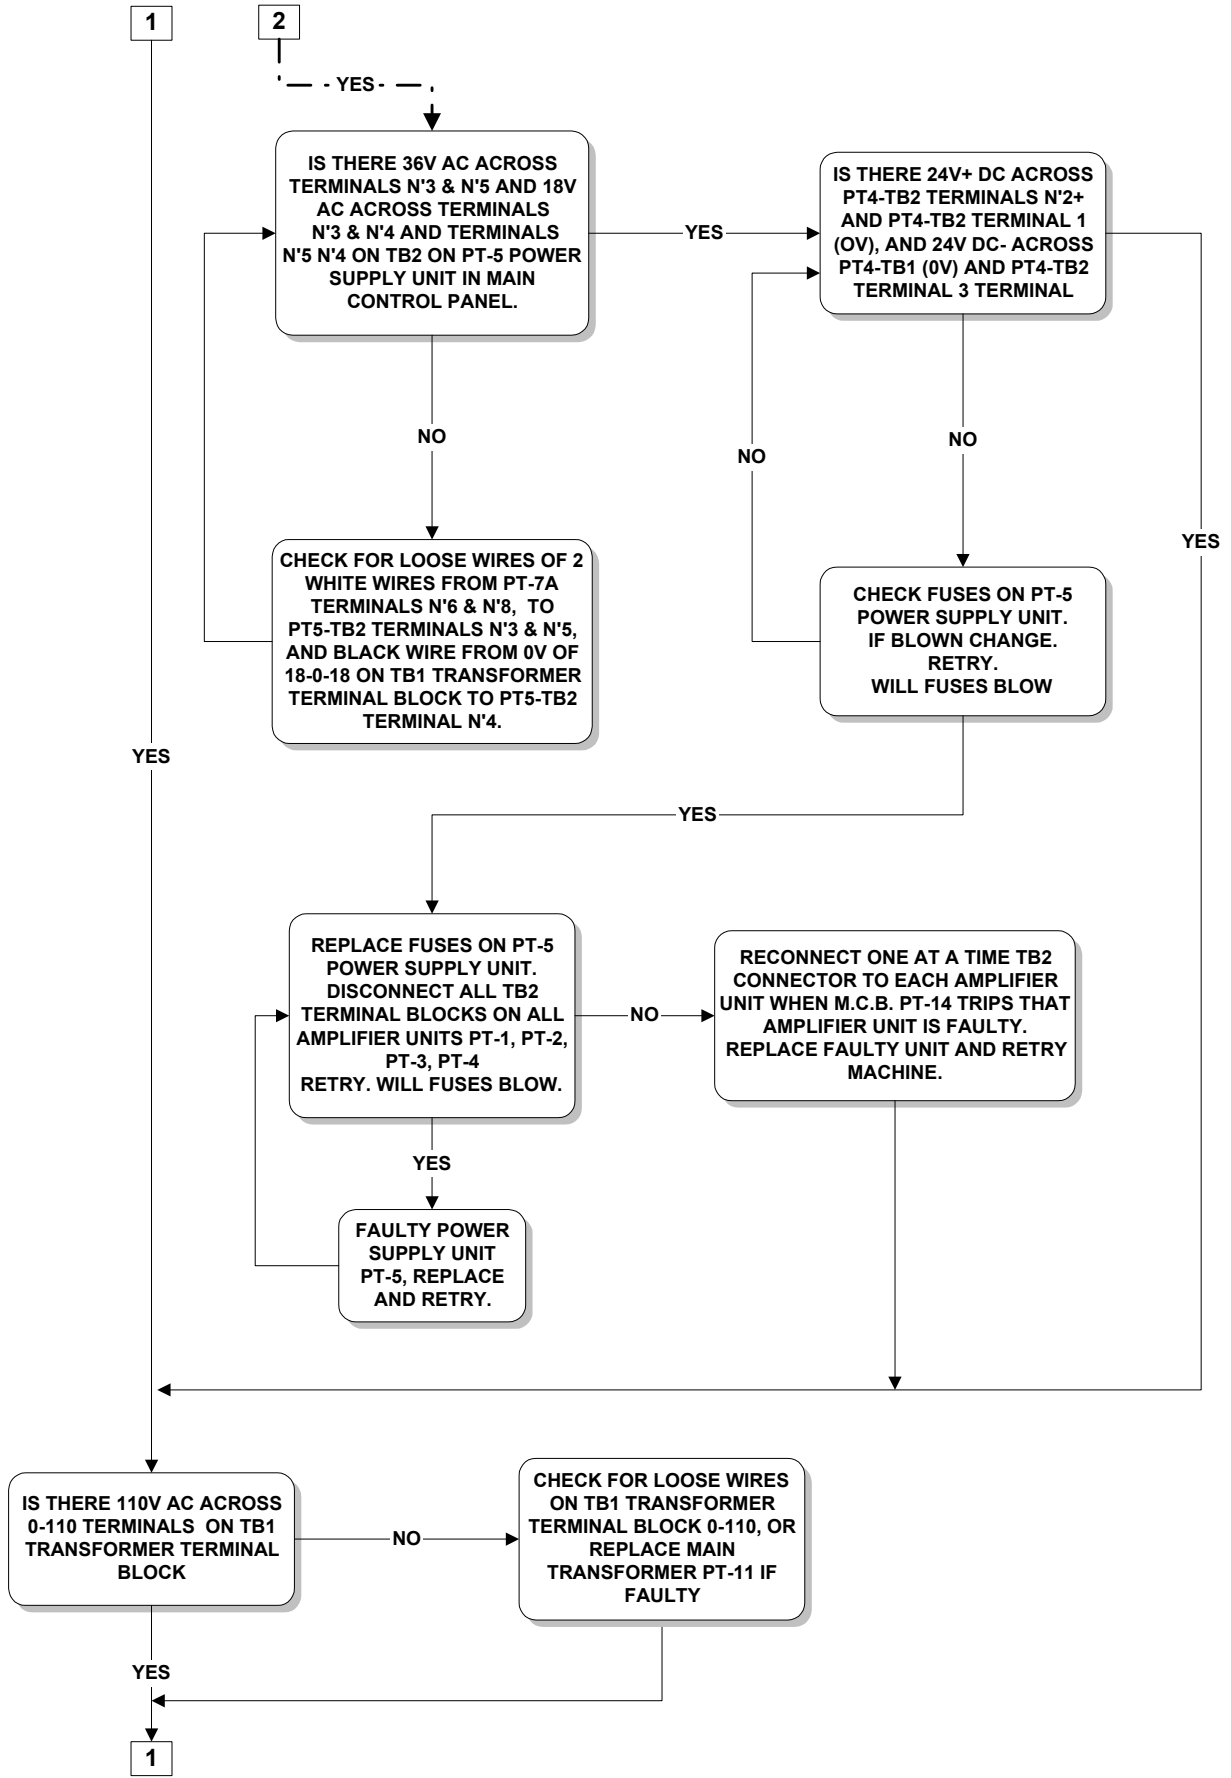 1
2
YES
IS THERE 36V AC ACROSS
TERMINALS N'3 & N'5 AND 18V
AC ACROSS TERMINALS
N'3 & N'4 AND TERMINALS
N'5 N'4 ON TB2 ON PT-5 POWER
SUPPLY UNIT IN MAIN
CONTROL PANEL.
YES
IS THERE 24V+ DC ACROSS
PT4-TB2 TERMINALS N'2+
AND PT4-TB2 TERMINAL 1
(OV), AND 24V DC- ACROSS
PT4-TB1 (0V) AND PT4-TB2
TERMINAL 3 TERMINAL
NO
NO
NO
YES
CHECK FOR LOOSE WIRES OF 2
WHITE WIRES FROM PT-7A
TERMINALS N'6 & N'8, TO
PT5-TB2 TERMINALS N'3 & N'5,
AND BLACK WIRE FROM 0V OF
18-0-18 ON TB1 TRANSFORMER
TERMINAL BLOCK TO PT5-TB2
TERMINAL N'4.
CHECK FUSES ON PT-5
POWER SUPPLY UNIT.
IF BLOWN CHANGE.
RETRY.
WILL FUSES BLOW
YES
YES
REPLACE FUSES ON PT-5
POWER SUPPLY UNIT.
DISCONNECT ALL TB2
TERMINAL BLOCKS ON ALL
AMPLIFIER UNITS PT-1, PT-2,
PT-3, PT-4
RETRY. WILL FUSES BLOW.
NO
RECONNECT ONE AT A TIME TB2
CONNECTOR TO EACH AMPLIFIER
UNIT WHEN M.C.B. PT-14 TRIPS THAT
AMPLIFIER UNIT IS FAULTY.
REPLACE FAULTY UNIT AND RETRY
MACHINE.
YES
FAULTY POWER
SUPPLY UNIT
PT-5, REPLACE
AND RETRY.
IS THERE 110V AC ACROSS
0-110 TERMINALS ON TB1
TRANSFORMER TERMINAL
BLOCK
NO
CHECK FOR LOOSE WIRES
ON TB1 TRANSFORMER
TERMINAL BLOCK 0-110, OR
REPLACE MAIN
TRANSFORMER PT-11 IF
FAULTY
YES
1